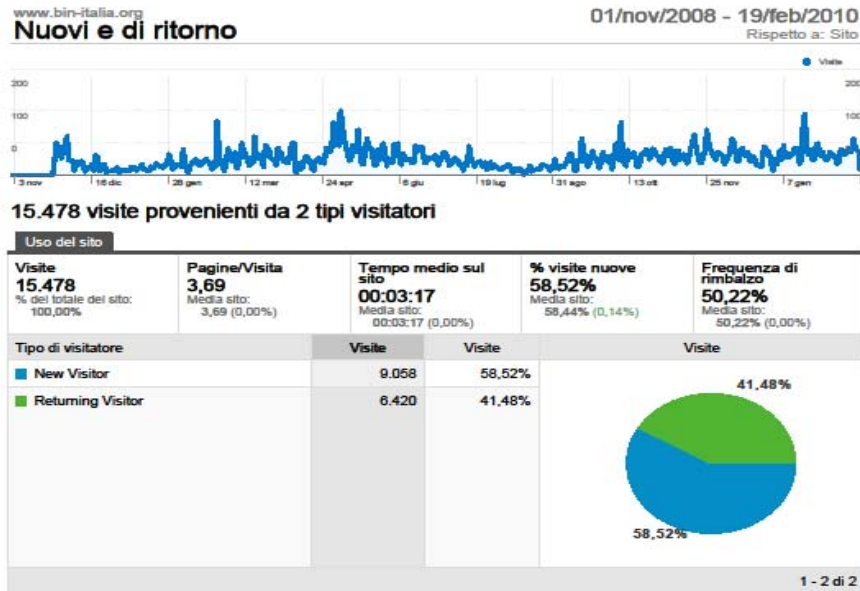 www.bin-italia.org
Nuovi e di ritorno
01/nov/2008 - 19/feb/2010
Rispetto a: Sito
Visite
200
100
0
200
100
3 nov
16 dic
28 gen
12 mar
24 apr
6 giu
19 lug
31 ago
13 ott
25 nov
7 gen
15.478 visite provenienti da 2 tipi visitatori
Uso del sito
Visite
15.478
% del totale del sito:
100,00%
Pagine/Visita
3,69
Media sito:
3,69 (0,00%)
Tempo medio sul
sito
00:03:17
Media sito:
00:03:17 (0,00%)
% visite nuove
58,52%
Media sito:
58,44% (0,14%)
Frequenza di
rimbalzo
50,22%
Media sito:
50,22% (0,00%)
Tipo di visitatore Visite Visite Visite
New Visitor 9.058 58,52%
Returning Visitor 6.420 41,48%
41,48%
58,52%
1 - 2 di 2